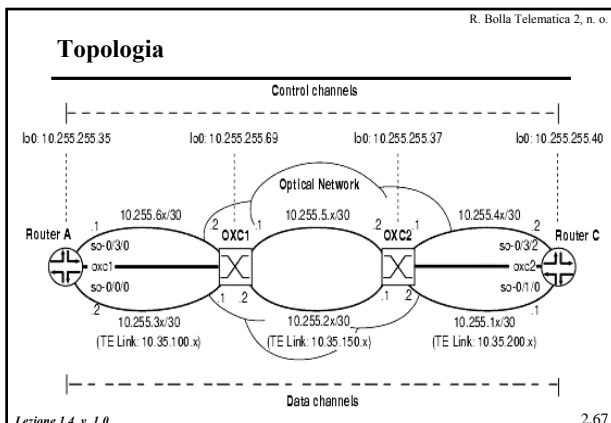 R. Bolla Telematica 2, n. o.
Topologia
Control channels
lo0: 10.255.255.35 lo0: 10.255.255.69 lo0: 10.255.255.37 lo0: 10.255.255.40
Optical Network
10.255.6x/30 10.255.5.x/30 10.255.4x/30
Router A .1 .2 OXC1 .1 .2 OXC2 .1 .2 Router C
so-0/3/0 so-0/3/2
oxc1 oxc2
so-0/0/0 so-0/1/0
.2 .1 .2 .1 .2 .1
10.255.3x/30 10.255.2x/30 10.255.1x/30
(TE Link: 10.35.100.x) (TE Link: 10.35.150.x) (TE Link: 10.35.200.x)
Data channels
Lezione 1.4, v. 1.0 2.67